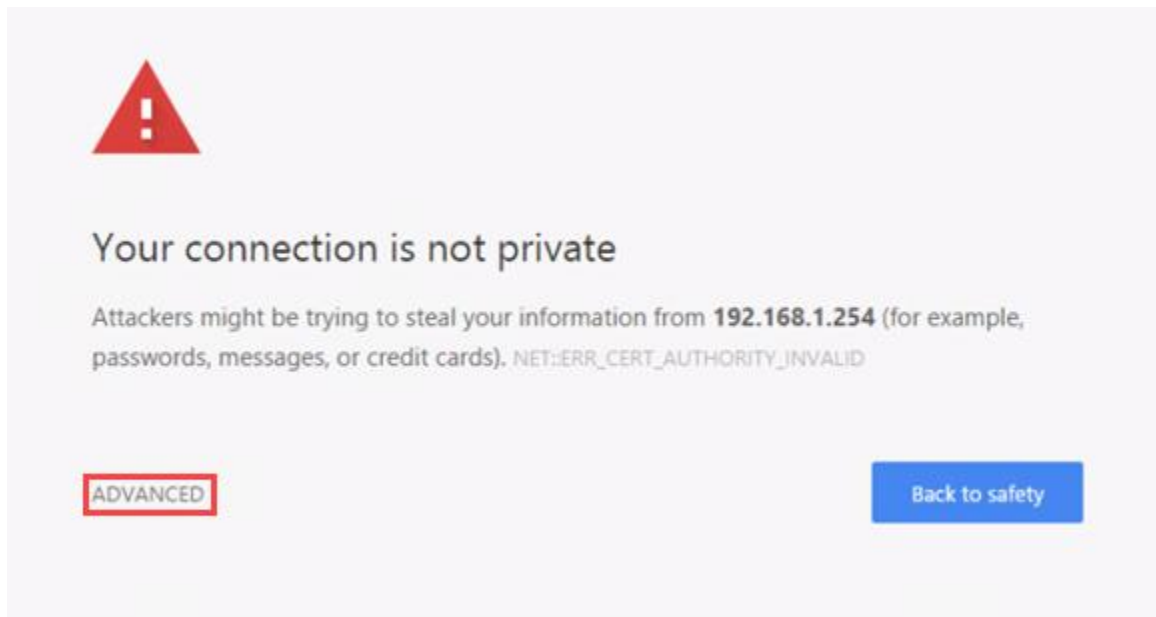 Your connection is not private
Attackers might be trying to steal your information from 192.168.1.254 (for example,
passwords, messages, or credit cards). NET::ERR_CERT_AUTHORITY_INVALID
ADVANCED
Back to safety